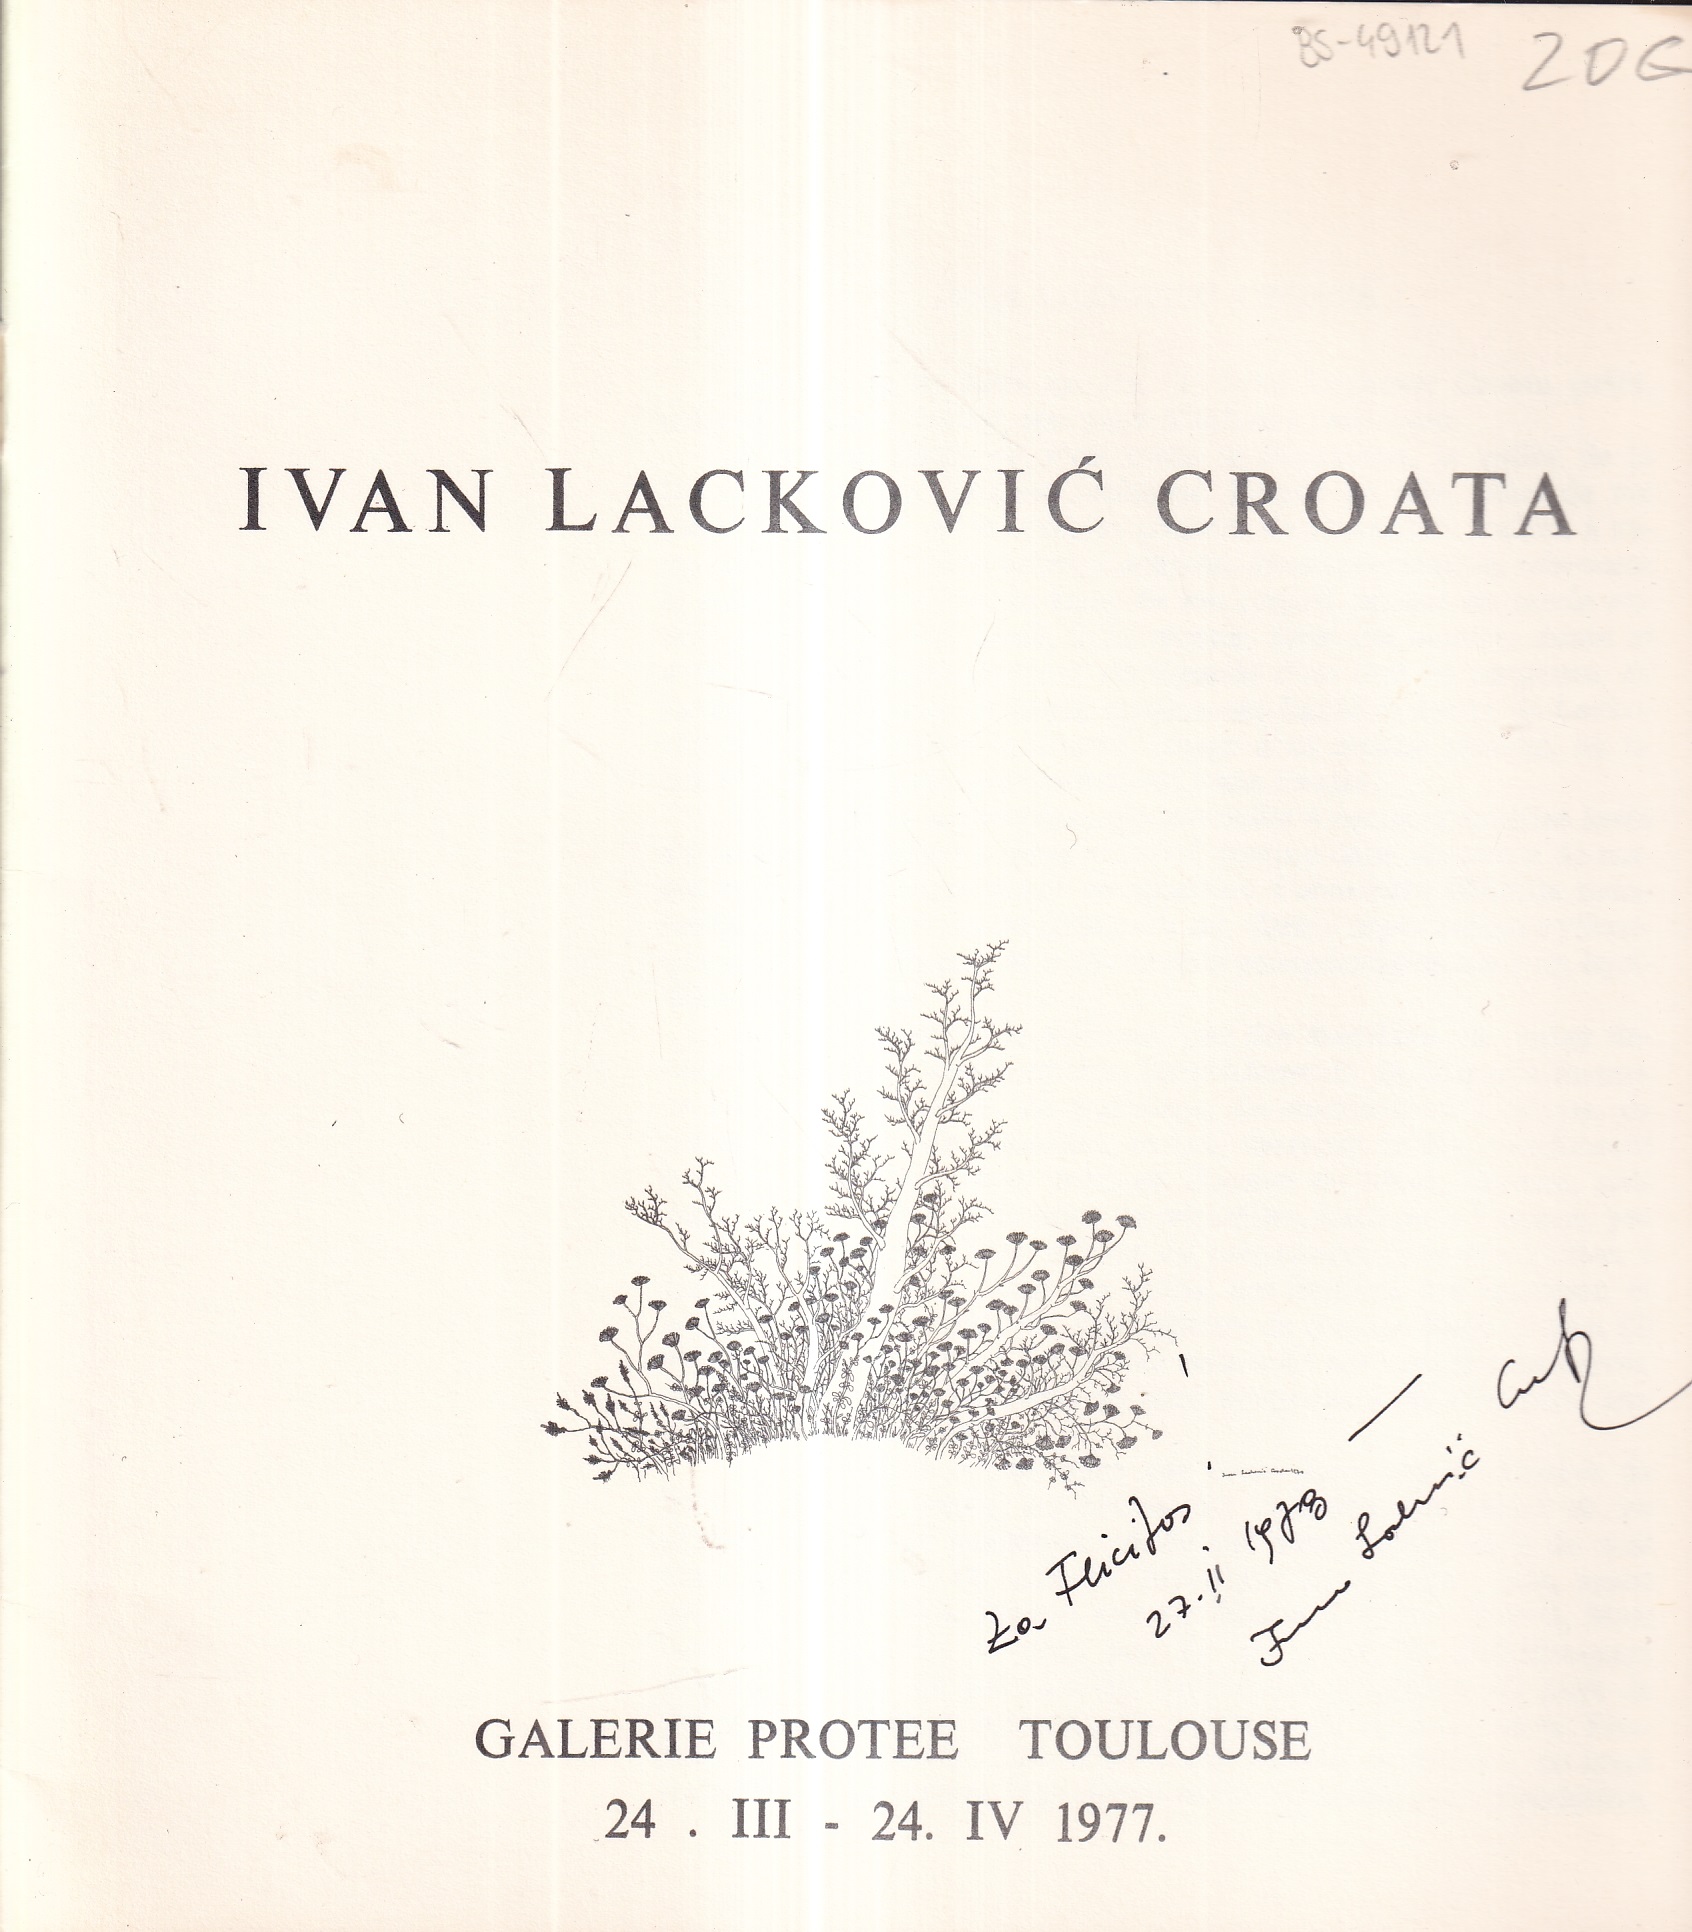 BS-49121 20G
IVAN LACKOVIĆ CROATA
Za Felicitas
27. II 1978
Ivan Lacković
GALERIE PROTEE TOULOUSE
24 . III - 24. IV 1977.